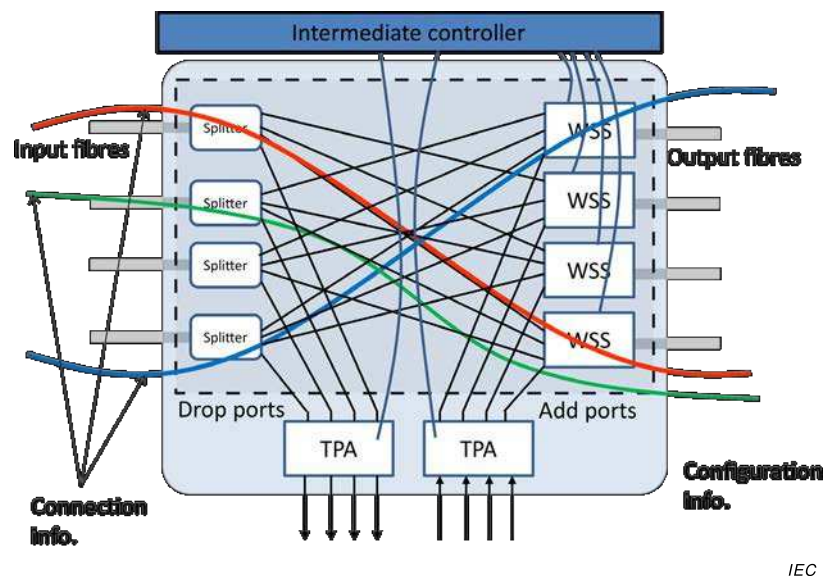 Intermediate controller
Splitter
WSS
Input fibres
Output fibres
Splitter
WSS
Splitter
WSS
Splitter
WSS
Drop ports
Add ports
TPA
TPA
Configuration
info.
Connection
info.
IEC